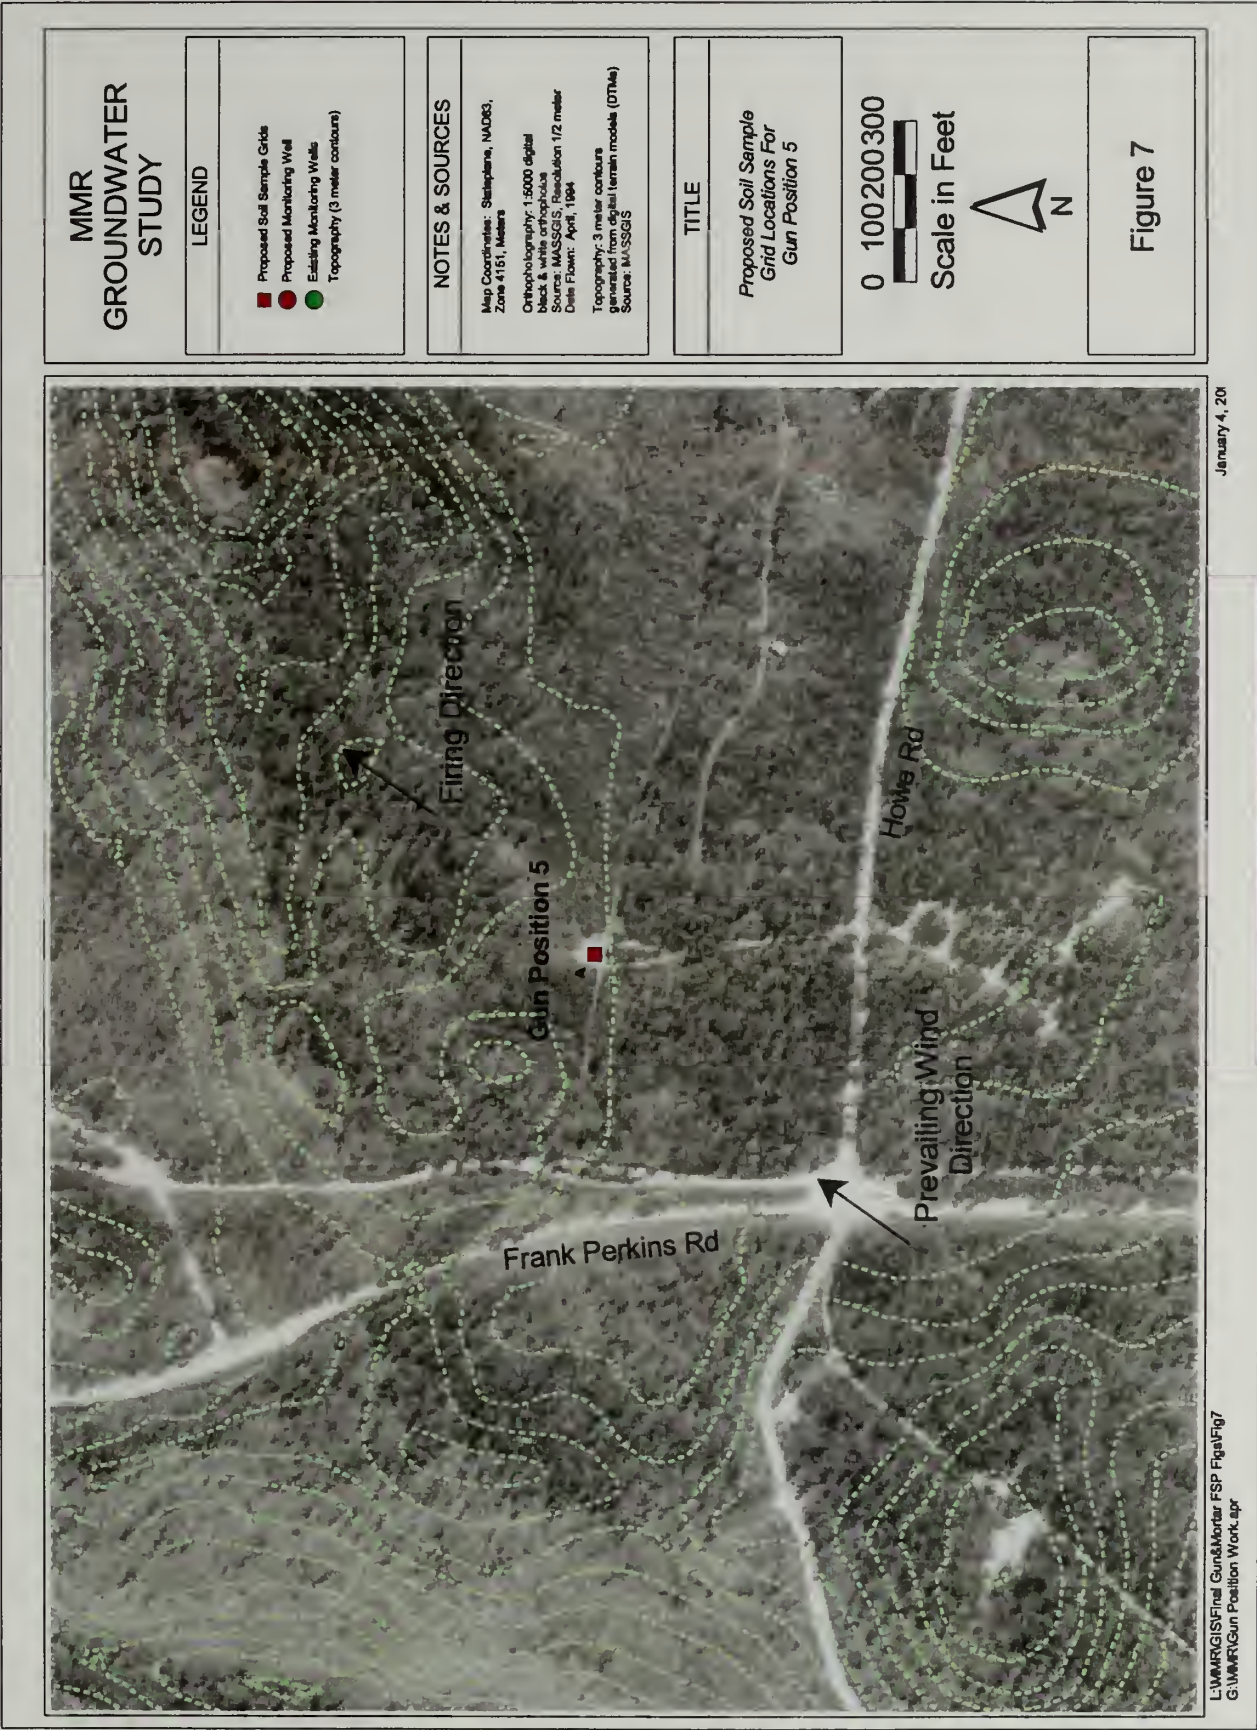 MMR
GROUNDWATER
STUDY
LEGEND
Proposed Soil Sample Grids
Proposed Monitoring Well
Existing Monitoring Wells
Topography (3 meter contours)
NOTES & SOURCES
Map Coordinates: Stateplane, NAD83,
Zone 4151, Meters
Orthophotography: 1:5000 digital
black & white orthophotos
Source: MASSGIS, Resolution 1/2 meter
Date Flown: April, 1994
Topography: 3 meter contours
generated from digital terrain models (DTMs)
Source: MASSGIS
TITLE
Proposed Soil Sample
Grid Locations For
Gun Position 5
0 100200300
Scale in Feet
N
Figure 7
Firing Direction
Gun Position 5
A
Howe Rd
Frank Perkins Rd
Prevailing Wind
Direction
L:\MMR\GIS\Final Gun&Mortar FSP Figs\Fig7
G:\MMR\Gun Position Work.apr
January 4, 20